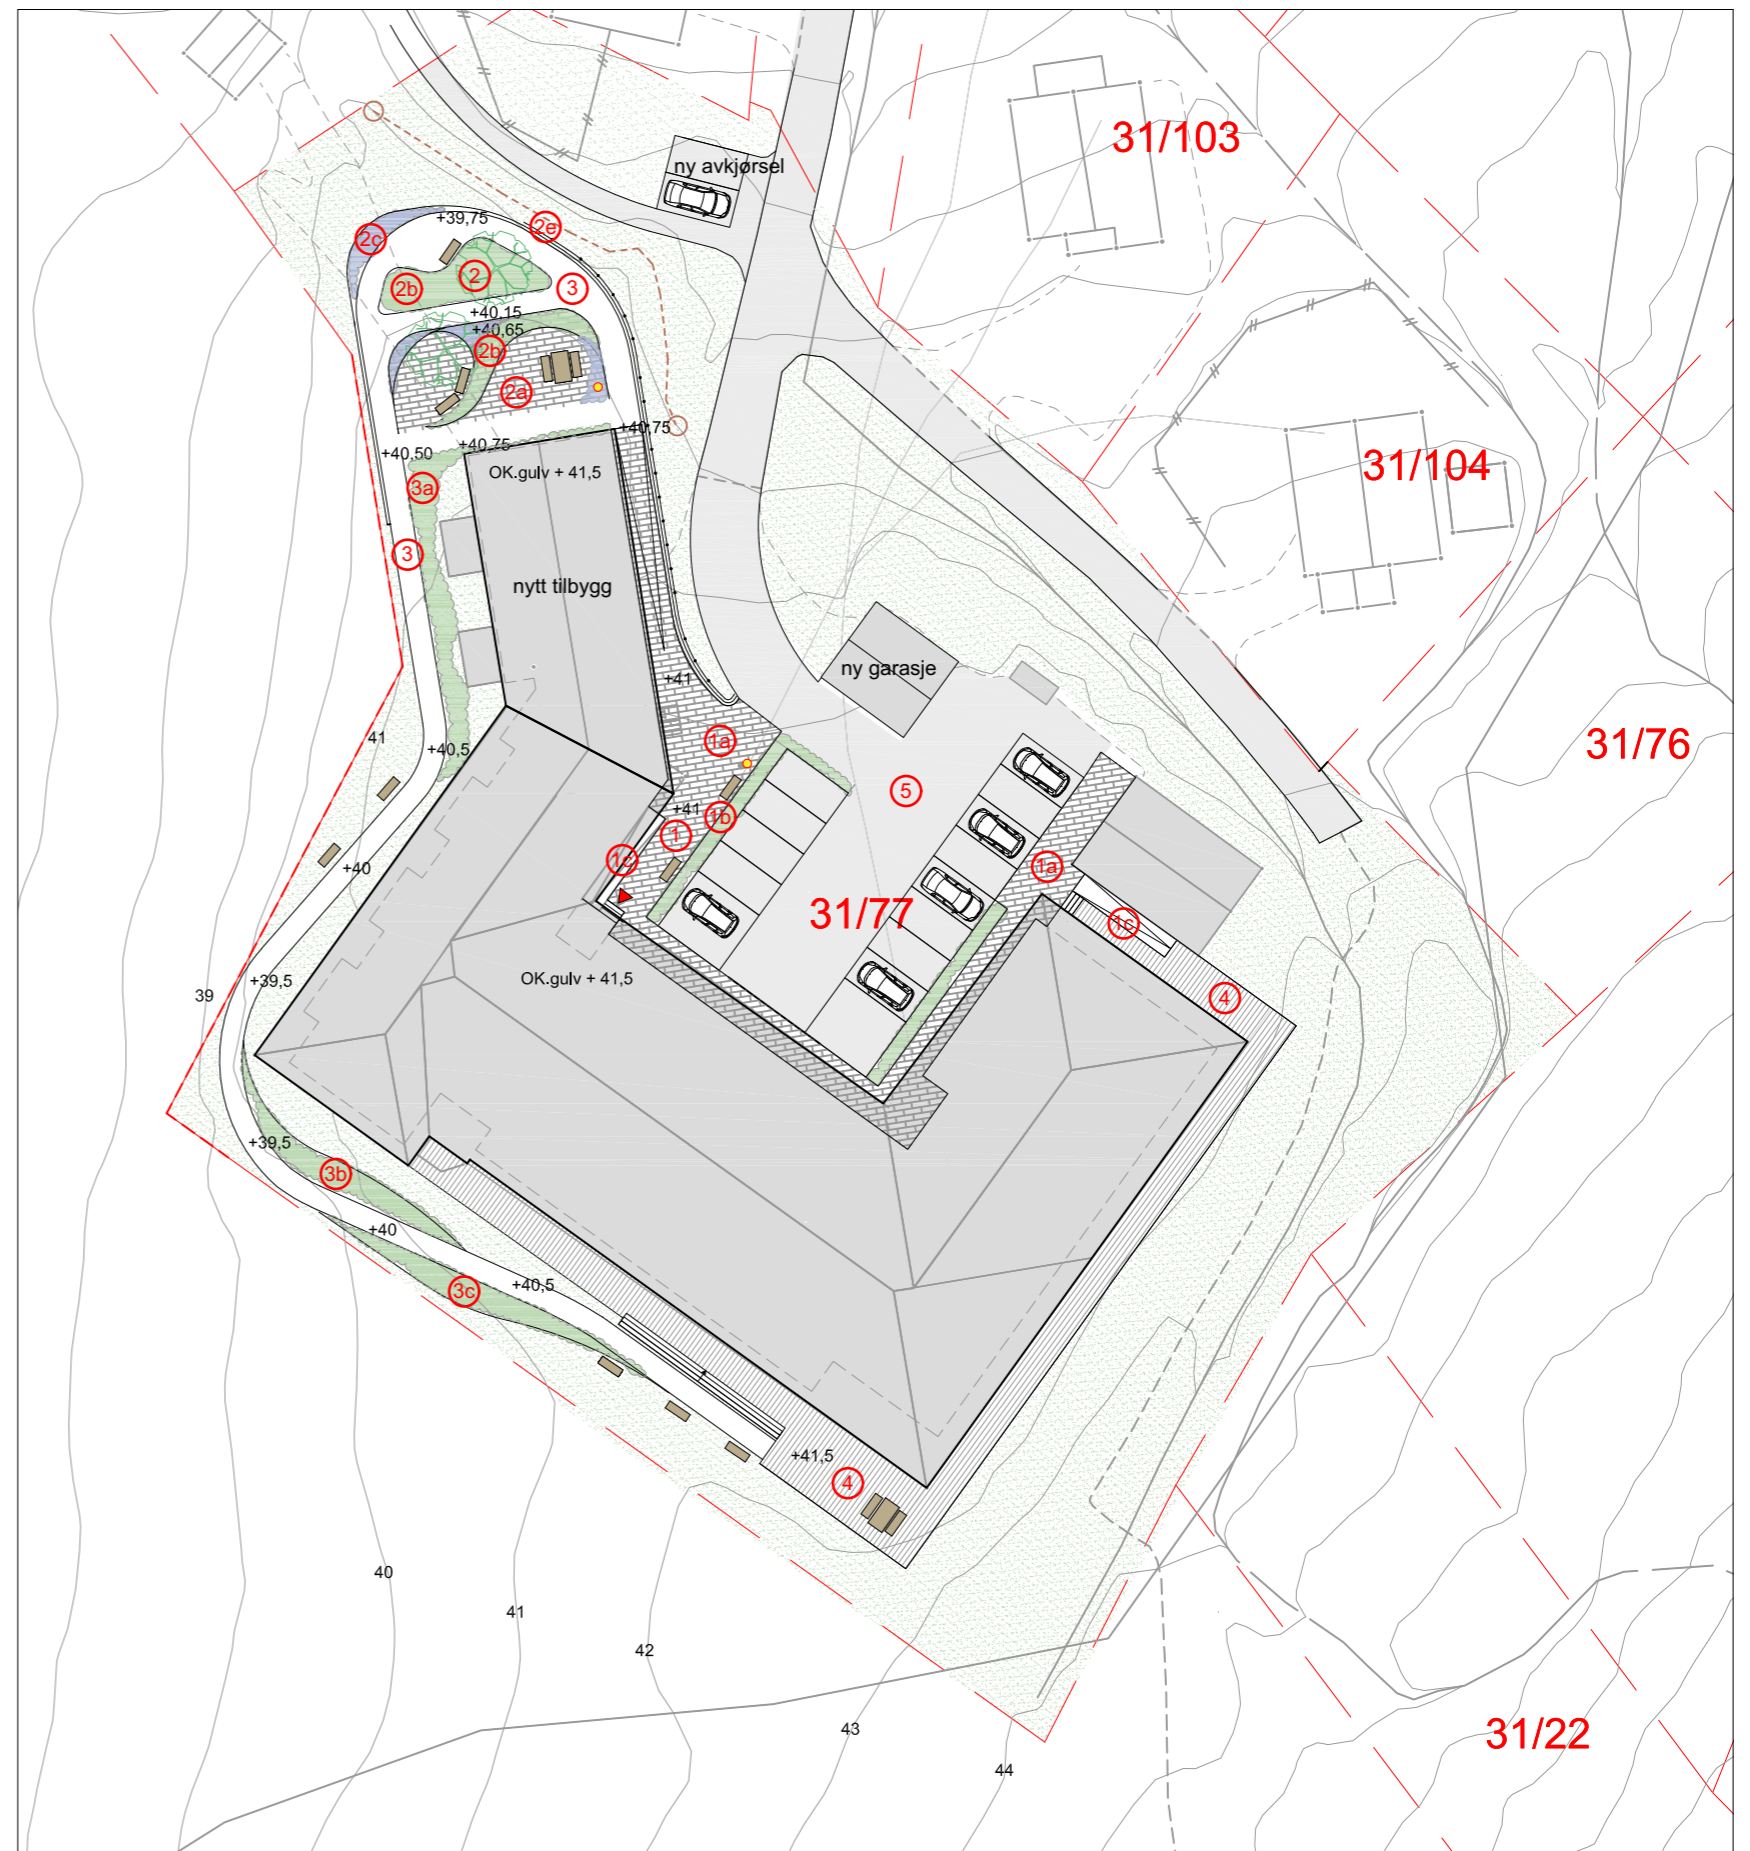 31/103
ny avkjørsel
+39,75
2e
2c
2
2b
3
+40,15
+40,65
2b
2a
+40,75
+40,75
+40,50
OK.gulv + 41,5
31/104
3a
3
nytt tilbygg
ny garasje
+41
41
+40,5
1a
31/76
5
+41
1b
1
1c
+40
1a
31/77
1c
+39,5
39
OK.gulv + 41,5
4
+39,5
3b
+40
3c
+40,5
+41,5
4
40
41
42
43
44
31/22